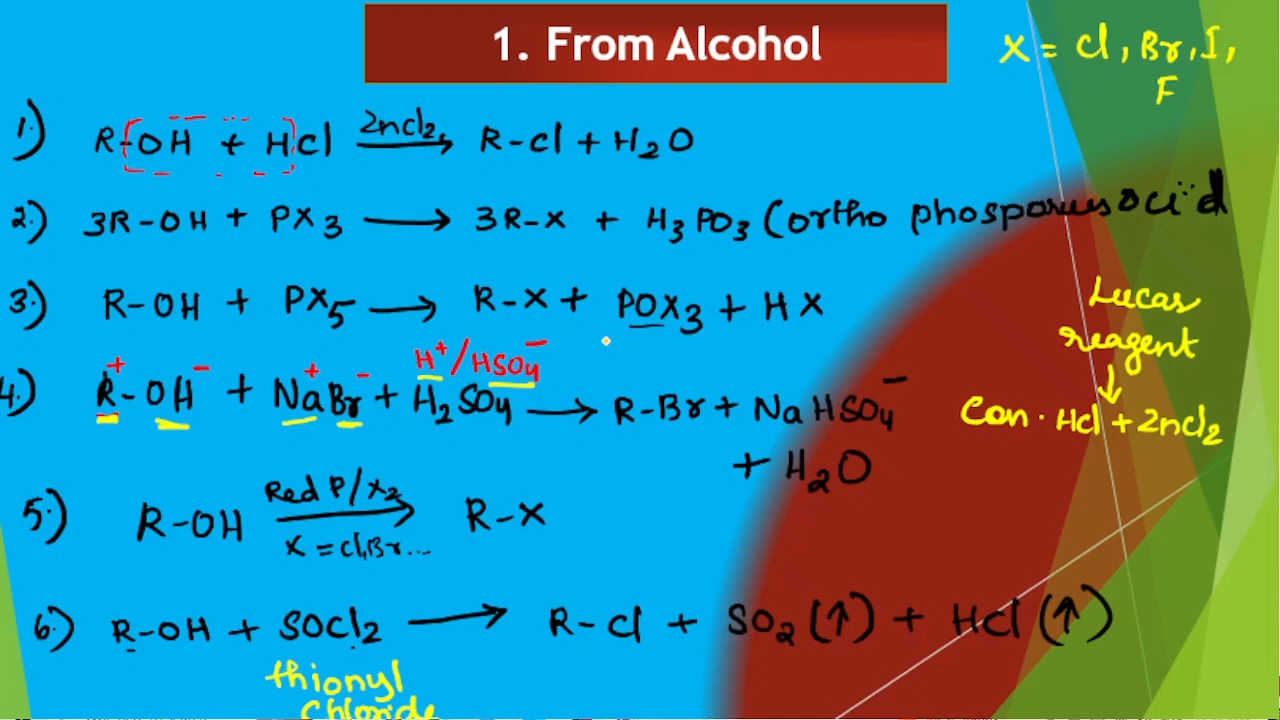 1. From Alcohol
X = Cl, Br, I,
F
1.) R-OH + HCl ⟶ R-Cl + H2O
ZnCl2
2.) 3R-OH + PX3 ⟶ 3R-X + H3PO3 (ortho phosporus acid
3.) R-OH + PX5 ⟶ R-X + POX3 + HX
Lucas
reagent
↓
Con. HCl + ZnCl2
H+/HSO4−
+ − + −
4.) R-OH + NaBr + H2SO4 ⟶ R-Br + NaHSO4−
+ H2O
Red P/X2
5.) R-OH ⟶ R-X
X = Cl, Br...
6.) R-OH + SOCl2 ⟶ R-Cl + SO2 (↑) + HCl (↑)
thionyl
chloride